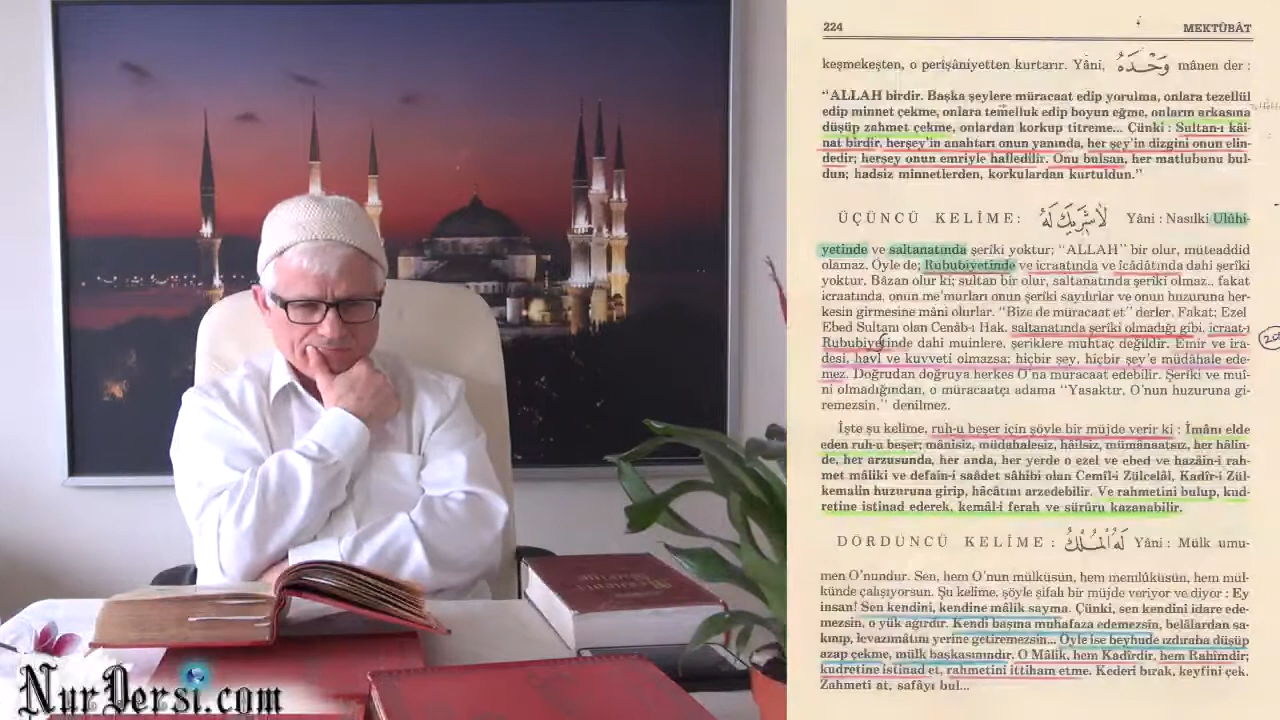 224 MEKTÛBÂT
keşmekeşten, o perişâniyetten kurtarır. Yâni, وَحْدَهُ mânen der :
“ALLAH birdir. Başka şeylere müracaat edip yorulma, onlara tezellül
edip minnet çekme, onlara temelluk edip boyun eğme, onların arkasına
düşüp zahmet çekme, onlardan korkup titreme... Çünki : Sultan-ı kâi-
nat birdir, herşey'in anahtarı onun yanında, her şey'in dizgini onun elin-
dedir; herşey onun emriyle halledilir. Onu bulsan, her matlubunu bul-
dun; hadsiz minnetlerden, korkulardan kurtuldun.”
ÜÇÜNCÜ KELİME: لَاشَرِيكَ لَهُ Yâni : Nasılki Ulûhi-
yetinde ve saltanatında şerîki yoktur; “ALLAH” bir olur, müteaddid
olamaz. Öyle de; Rububiyetinde ve icraatında ve îcâdâtında dahi şerîki
yoktur. Bâzan olur ki; sultan bir olur, saltanatında şerîki olmaz.. fakat
icraatında, onun me'murları onun şerîki sayılırlar ve onun huzuruna her-
kesin girmesine mâni olurlar. “Bize de müracaat et” derler. Fakat: Ezel
Ebed Sultanı olan Cenâb-ı Hak, saltanatında şerîki olmadığı gibi, icraat-ı
Rububiyetinde dahi muinlere, şeriklere muhtaç değildir. Emir ve ira-
desi, havl ve kuvveti olmazsa; hiçbir şey, hiçbir şey'e müdâhale ede-
mez. Doğrudan doğruya herkes O'na müracaat edebilir. Şerîki ve muî-
ni olmadığından, o müracaatçı adama “Yasaktır, O'nun huzuruna gi-
remezsin.” denilmez.
İşte şu kelime, ruh-u beşer için şöyle bir müjde verir ki : Îmânı elde
eden ruh-u beşer; mânisiz, müdahalesiz, hâilsiz, mümânaatsız, her hâlin-
de, her arzusunda, her anda, her yerde o ezel ve ebed ve hazâin-i rah-
met mâliki ve defain-i saâdet sâhibi olan Cemîl-i Zülcelâl, Kadîr-i Zül-
kemalin huzuruna girip, hâcâtını arzedebilir. Ve rahmetini bulup, kud-
retine istinad ederek, kemâl-i ferah ve sürûru kazanabilir.
DÖRDÜNCÜ KELİME : لَهُ الْمُلْكُ Yâni : Mülk umu-
men O'nundur. Sen, hem O'nun mülküsün, hem memlûküsün, hem mül-
künde çalışıyorsun. Şu kelime, şöyle şifalı bir müjde veriyor ve diyor : Ey
insan! Sen kendini, kendine mâlik sayma. Çünki, sen kendini idare ede-
mezsin, o yük ağırdır. Kendi başına muhafaza edemezsin, belâlardan sa-
kınıp, levazımâtını yerine getiremezsin... Öyle ise beyhude ızdıraba düşüp
azap çekme, mülk başkasınındır. O Mâlik, hem Kadîrdir, hem Rahîmdir;
kudretine istinad et, rahmetini ittiham etme. Kederi bırak, keyfini çek.
Zahmeti at, safâyı bul...
NurDersi.com